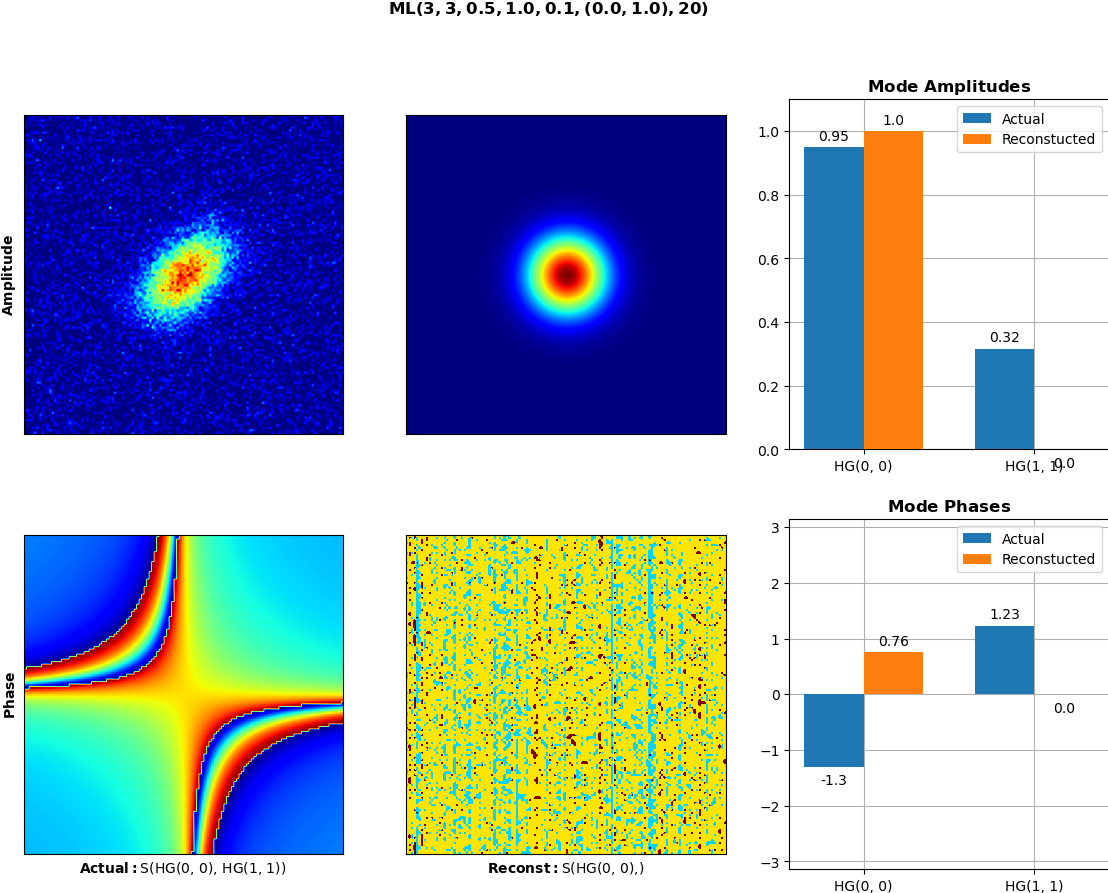 ML(3, 3, 0.5, 1.0, 0.1, (0.0, 1.0), 20)
Amplitude
Mode Amplitudes
Actual
Reconstucted
0.95
1.0
0.32
0.0
1.0
0.8
0.6
0.4
0.2
0.0
HG(0, 0)
HG(1, 1)
Phase
Actual: S(HG(0, 0), HG(1, 1))
Reconst: S(HG(0, 0),)
Mode Phases
Actual
Reconstucted
-1.3
0.76
1.23
0.0
3
2
1
0
−1
−2
−3
HG(0, 0)
HG(1, 1)